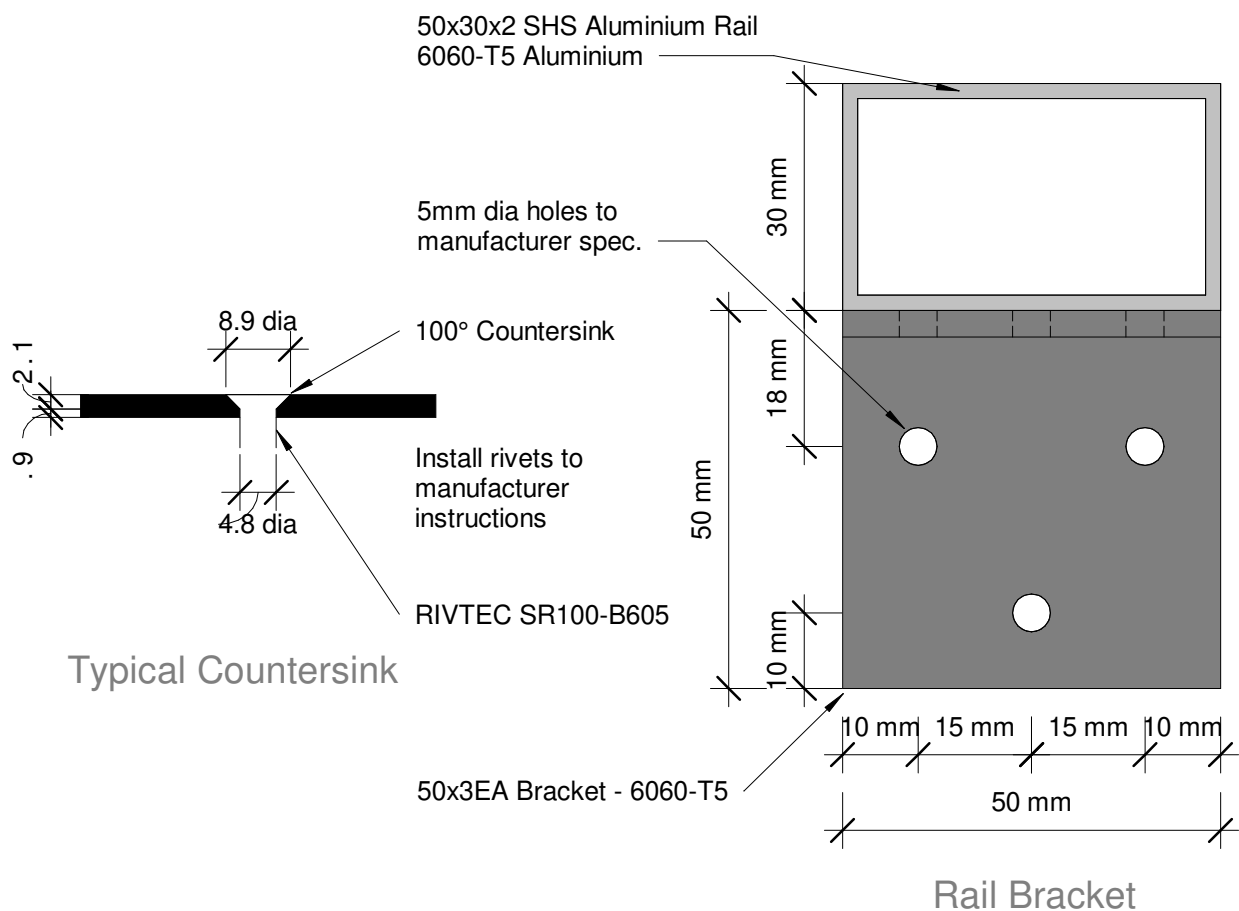 50x30x2 SHS Aluminium Rail
6060-T5 Aluminium
30 mm
5mm dia holes to
manufacturer spec.
8.9 dia
100° Countersink
2.1
.9
18 mm
Install rivets to
manufacturer
instructions
4.8 dia
50 mm
RIVTEC SR100-B605
10 mm
Typical Countersink
10 mm
15 mm
15 mm
10 mm
50x3EA Bracket - 6060-T5
50 mm
Rail Bracket